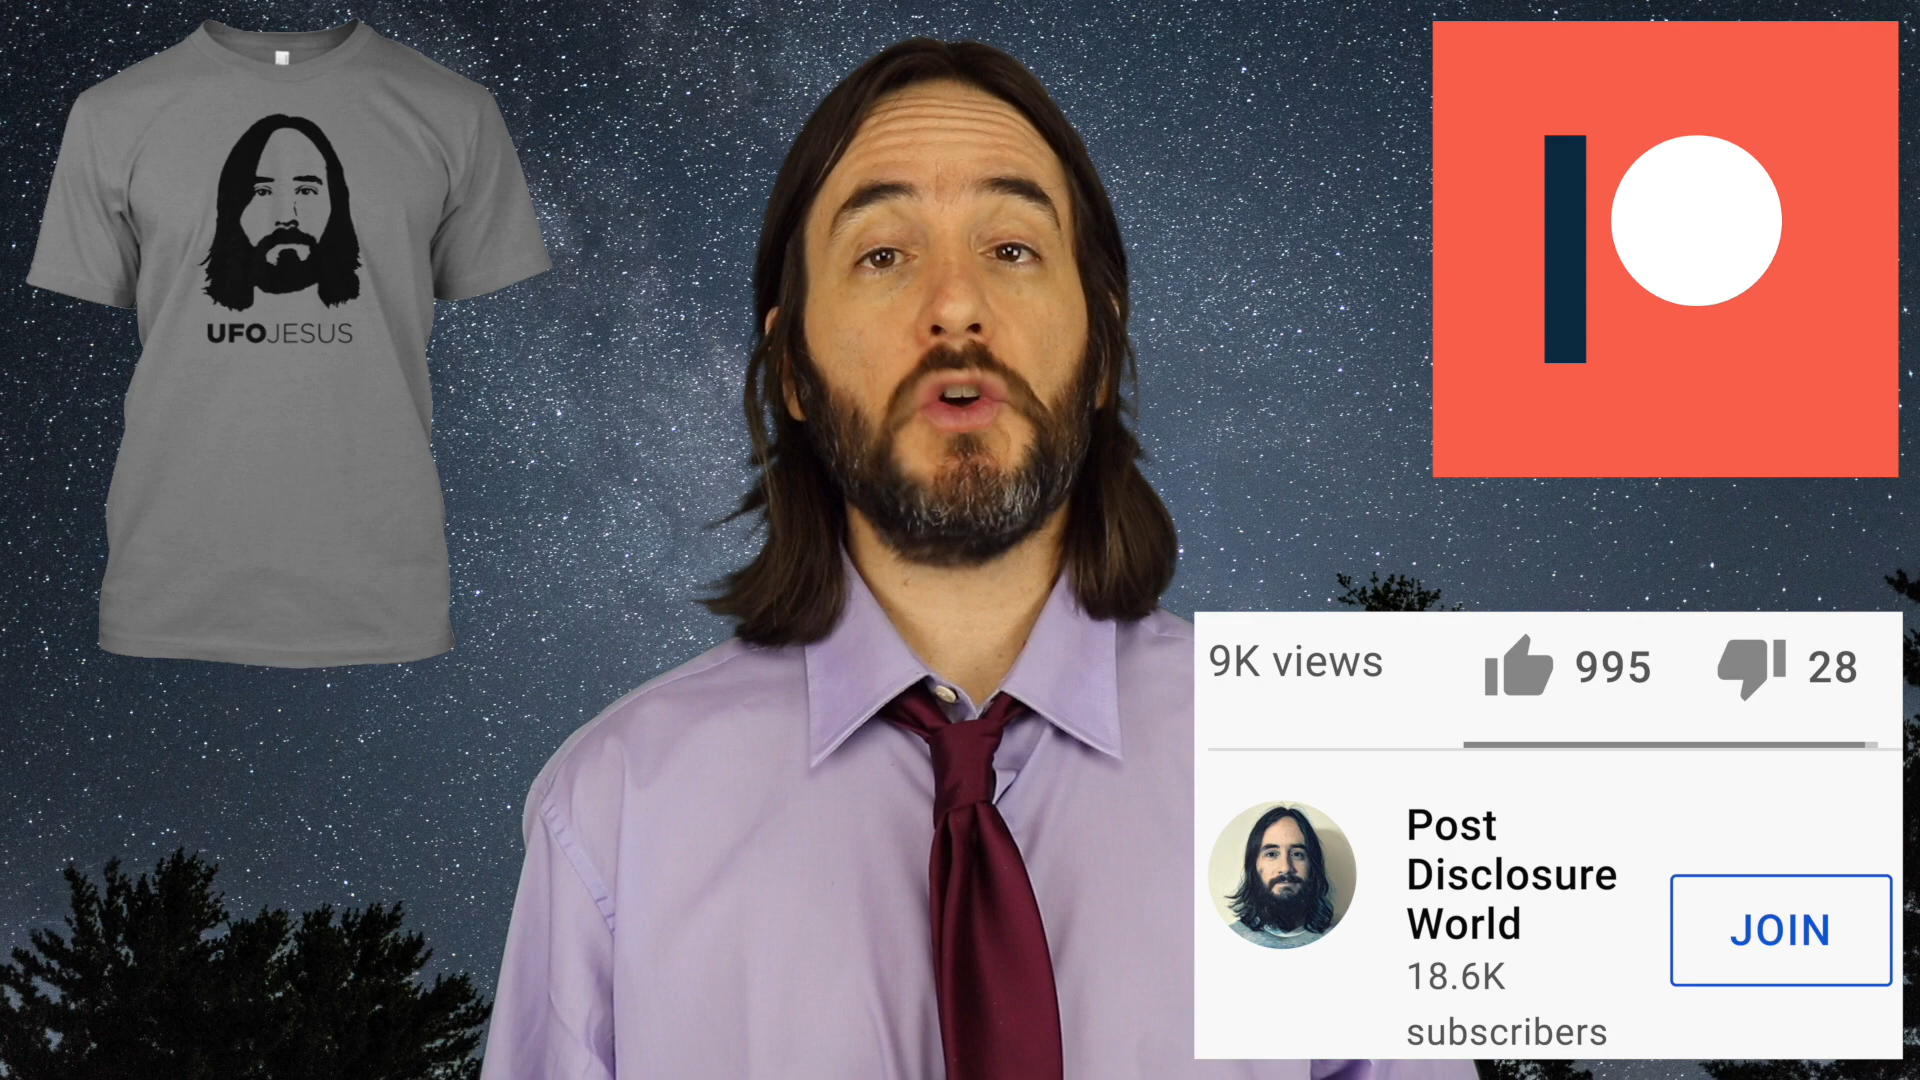 UFOJESUS
9K views
995
28
Post
Disclosure
World
18.6K
subscribers
JOIN